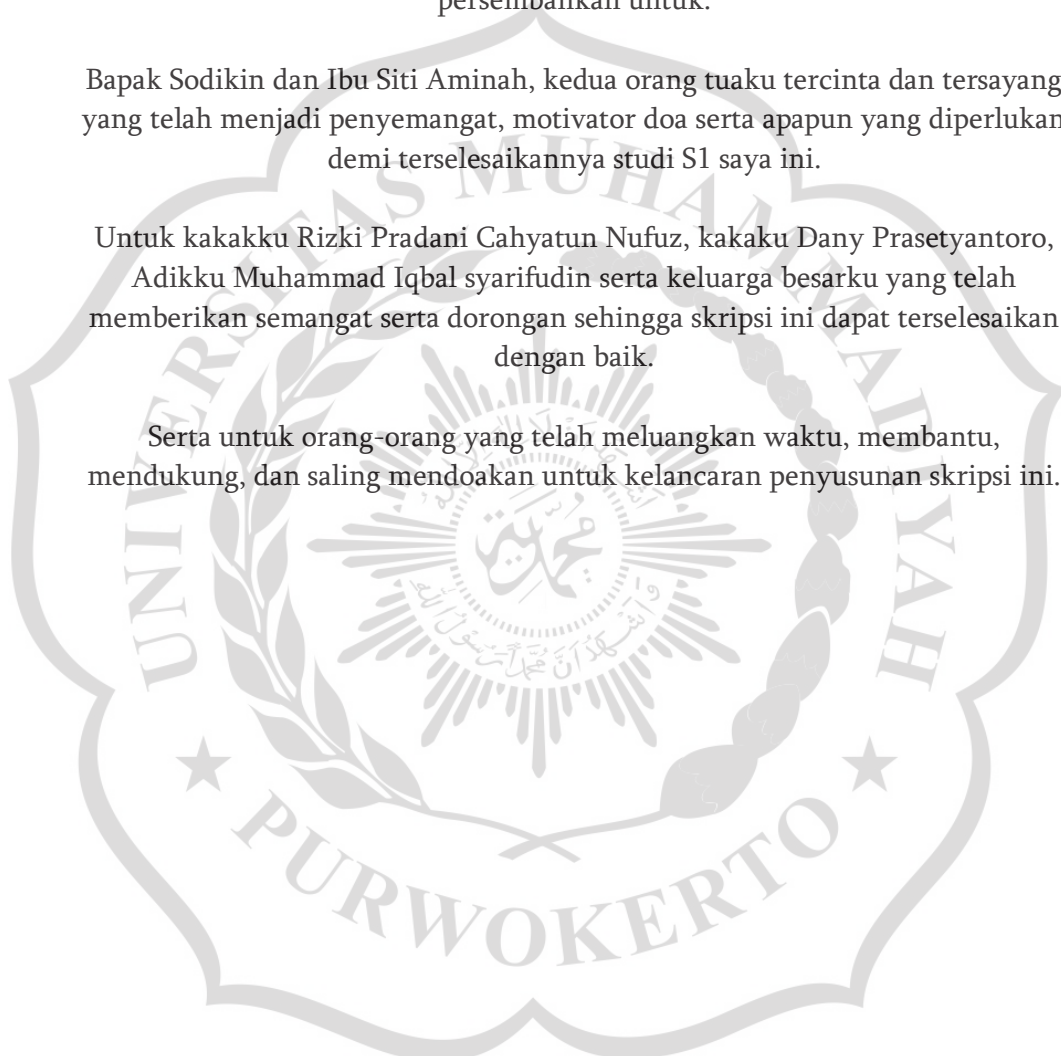 persembahkan untuk:
Bapak Sodikin dan Ibu Siti Aminah, kedua orang tuaku tercinta dan tersayang
yang telah menjadi penyemangat, motivator doa serta apapun yang diperlukan
demi terselesaikannya studi S1 saya ini.
Untuk kakakku Rizki Pradani Cahyatun Nufuz, kakaku Dany Prasetyantoro,
Adikku Muhammad Iqbal syarifudin serta keluarga besarku yang telah
memberikan semangat serta dorongan sehingga skripsi ini dapat terselesaikan
dengan baik.
Serta untuk orang-orang yang telah meluangkan waktu, membantu,
mendukung, dan saling mendoakan untuk kelancaran penyusunan skripsi ini.
UNIVERSITAS MUHAMMADIYAH
PURWOKERTO